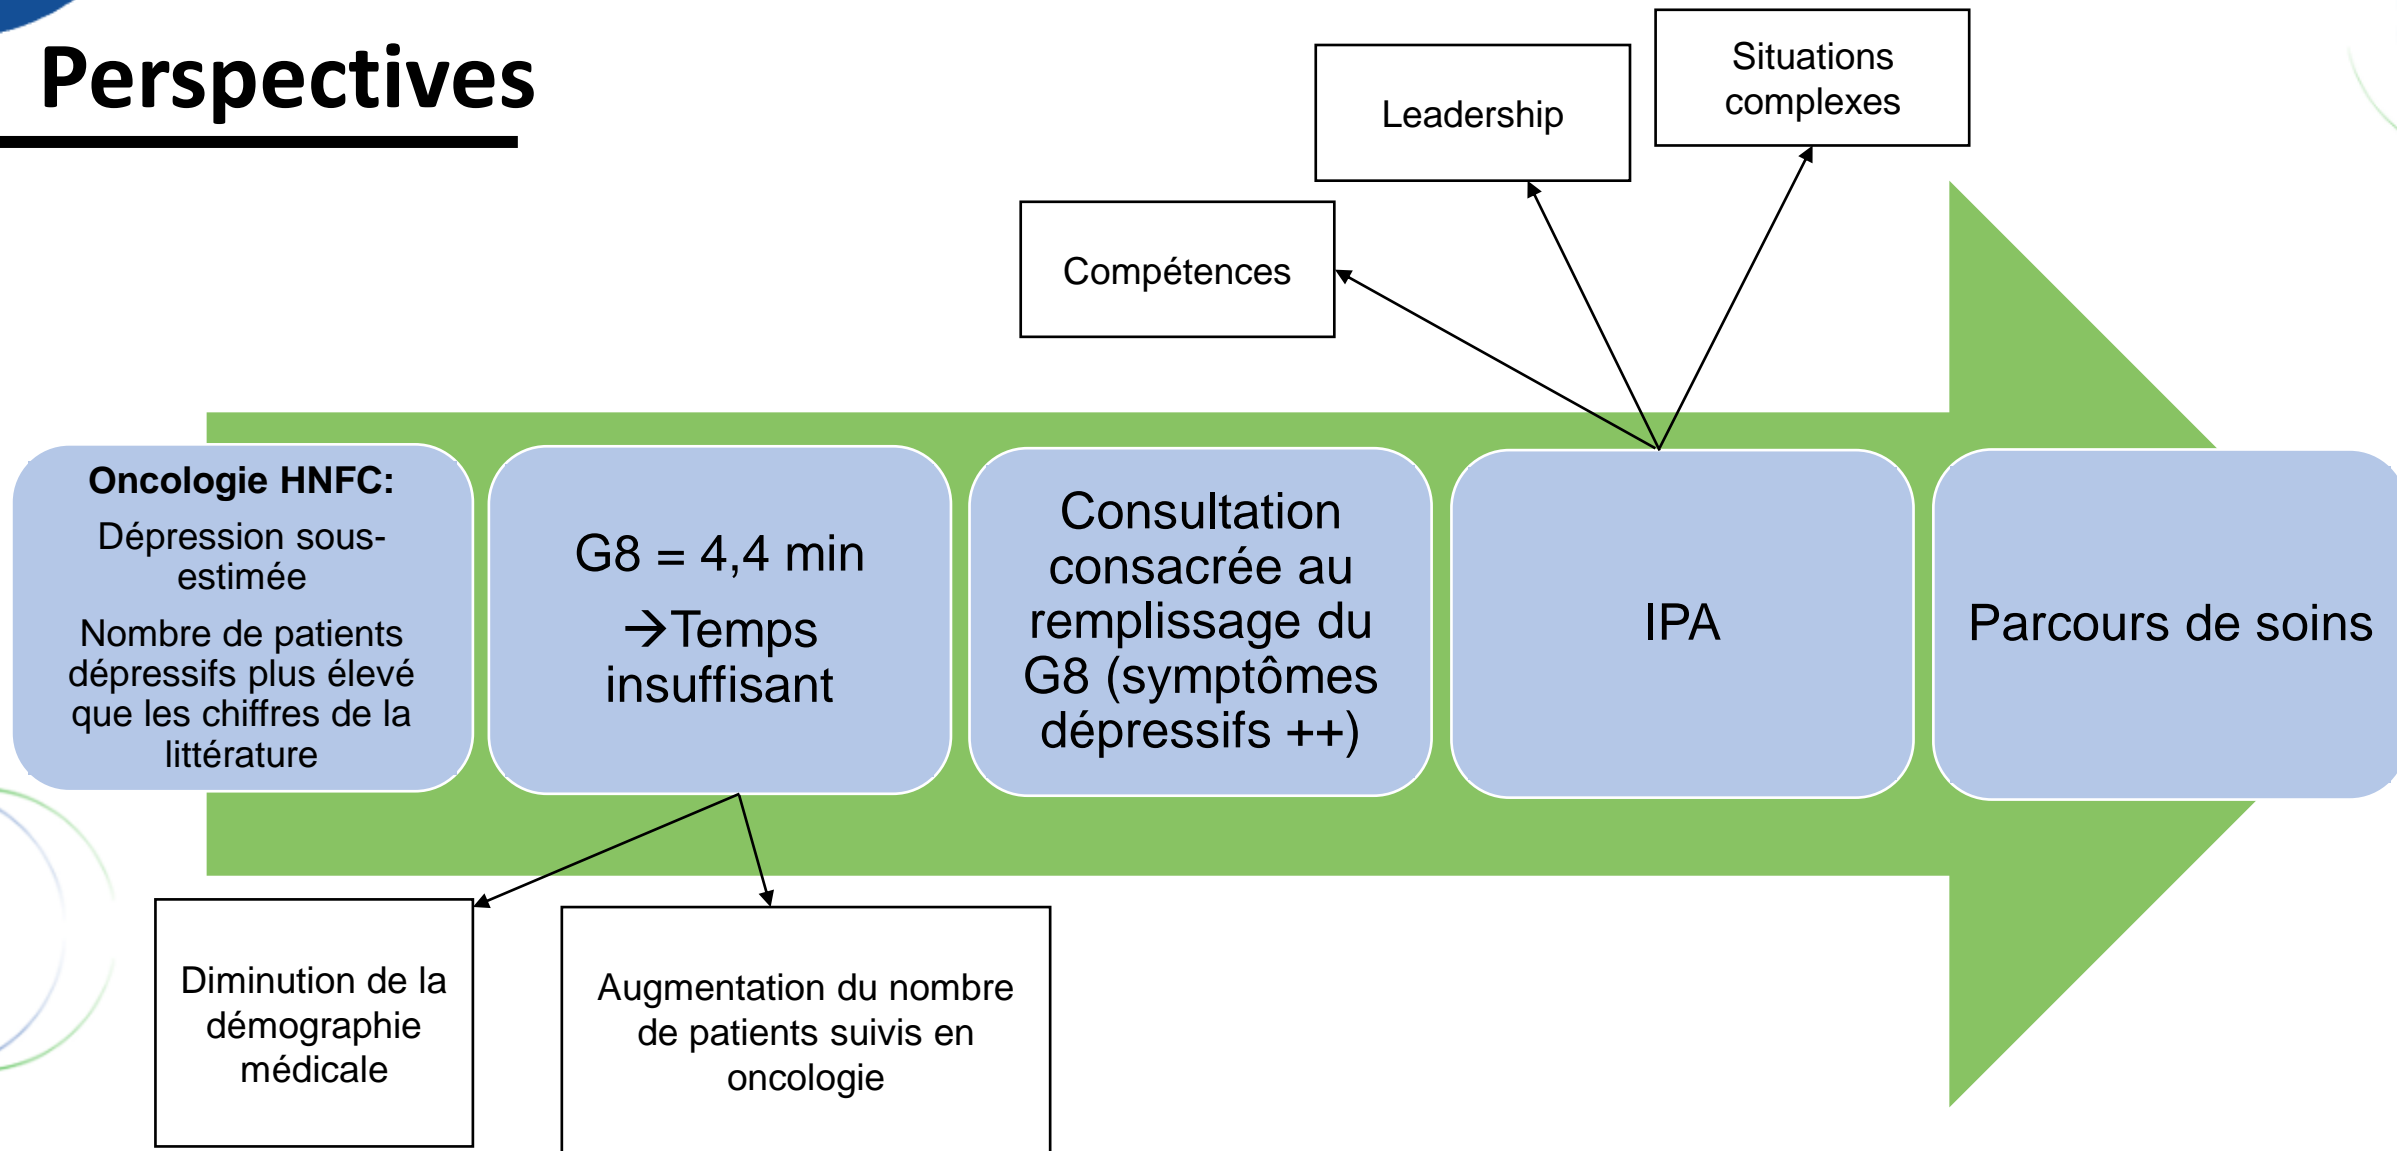 Perspectives
Situations
complexes
Leadership
Compétences
Oncologie HNFC:
Dépression sous-
estimée
Nombre de patients
dépressifs plus élevé
que les chiffres de la
littérature
G8 = 4,4 min
→Temps
insuffisant
Consultation
consacrée au
remplissage du
G8 (symptômes
dépressifs ++)
IPA
Parcours de soins
Diminution de la
démographie
médicale
Augmentation du nombre
de patients suivis en
oncologie